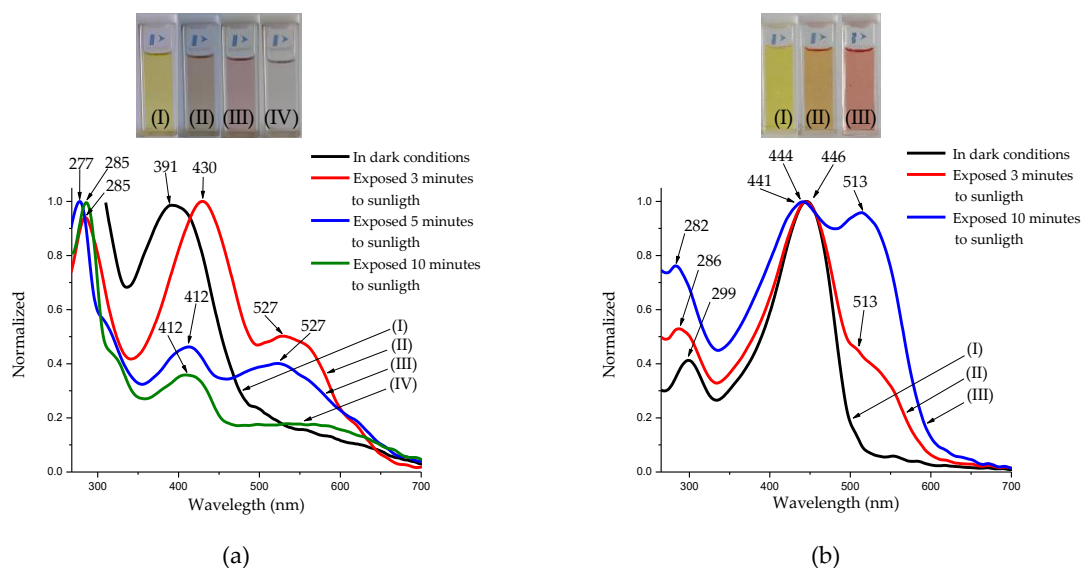 (I)
(II)
(III)
(IV)
277
285
285
391
430
In dark conditions
Exposed 3 minutes
to sunligth
Exposed 5 minutes
to sunligth
Exposed 10 minutes
to sunligth
412
412
527
527
(I)
(II)
(III)
(IV)
Normalized
1.0
0.8
0.6
0.4
0.2
0.0
300
400
500
600
700
Wavelegth (nm)
(a)
(I)
(II)
(III)
444
446
441
513
In dark conditions
Exposed 3 minutes
to sunligth
Exposed 10 minutes
to sunligth
282
286
299
513
(I)
(II)
(III)
Normalized
1.0
0.8
0.6
0.4
0.2
0.0
300
400
500
600
700
Wavelength (nm)
(b)